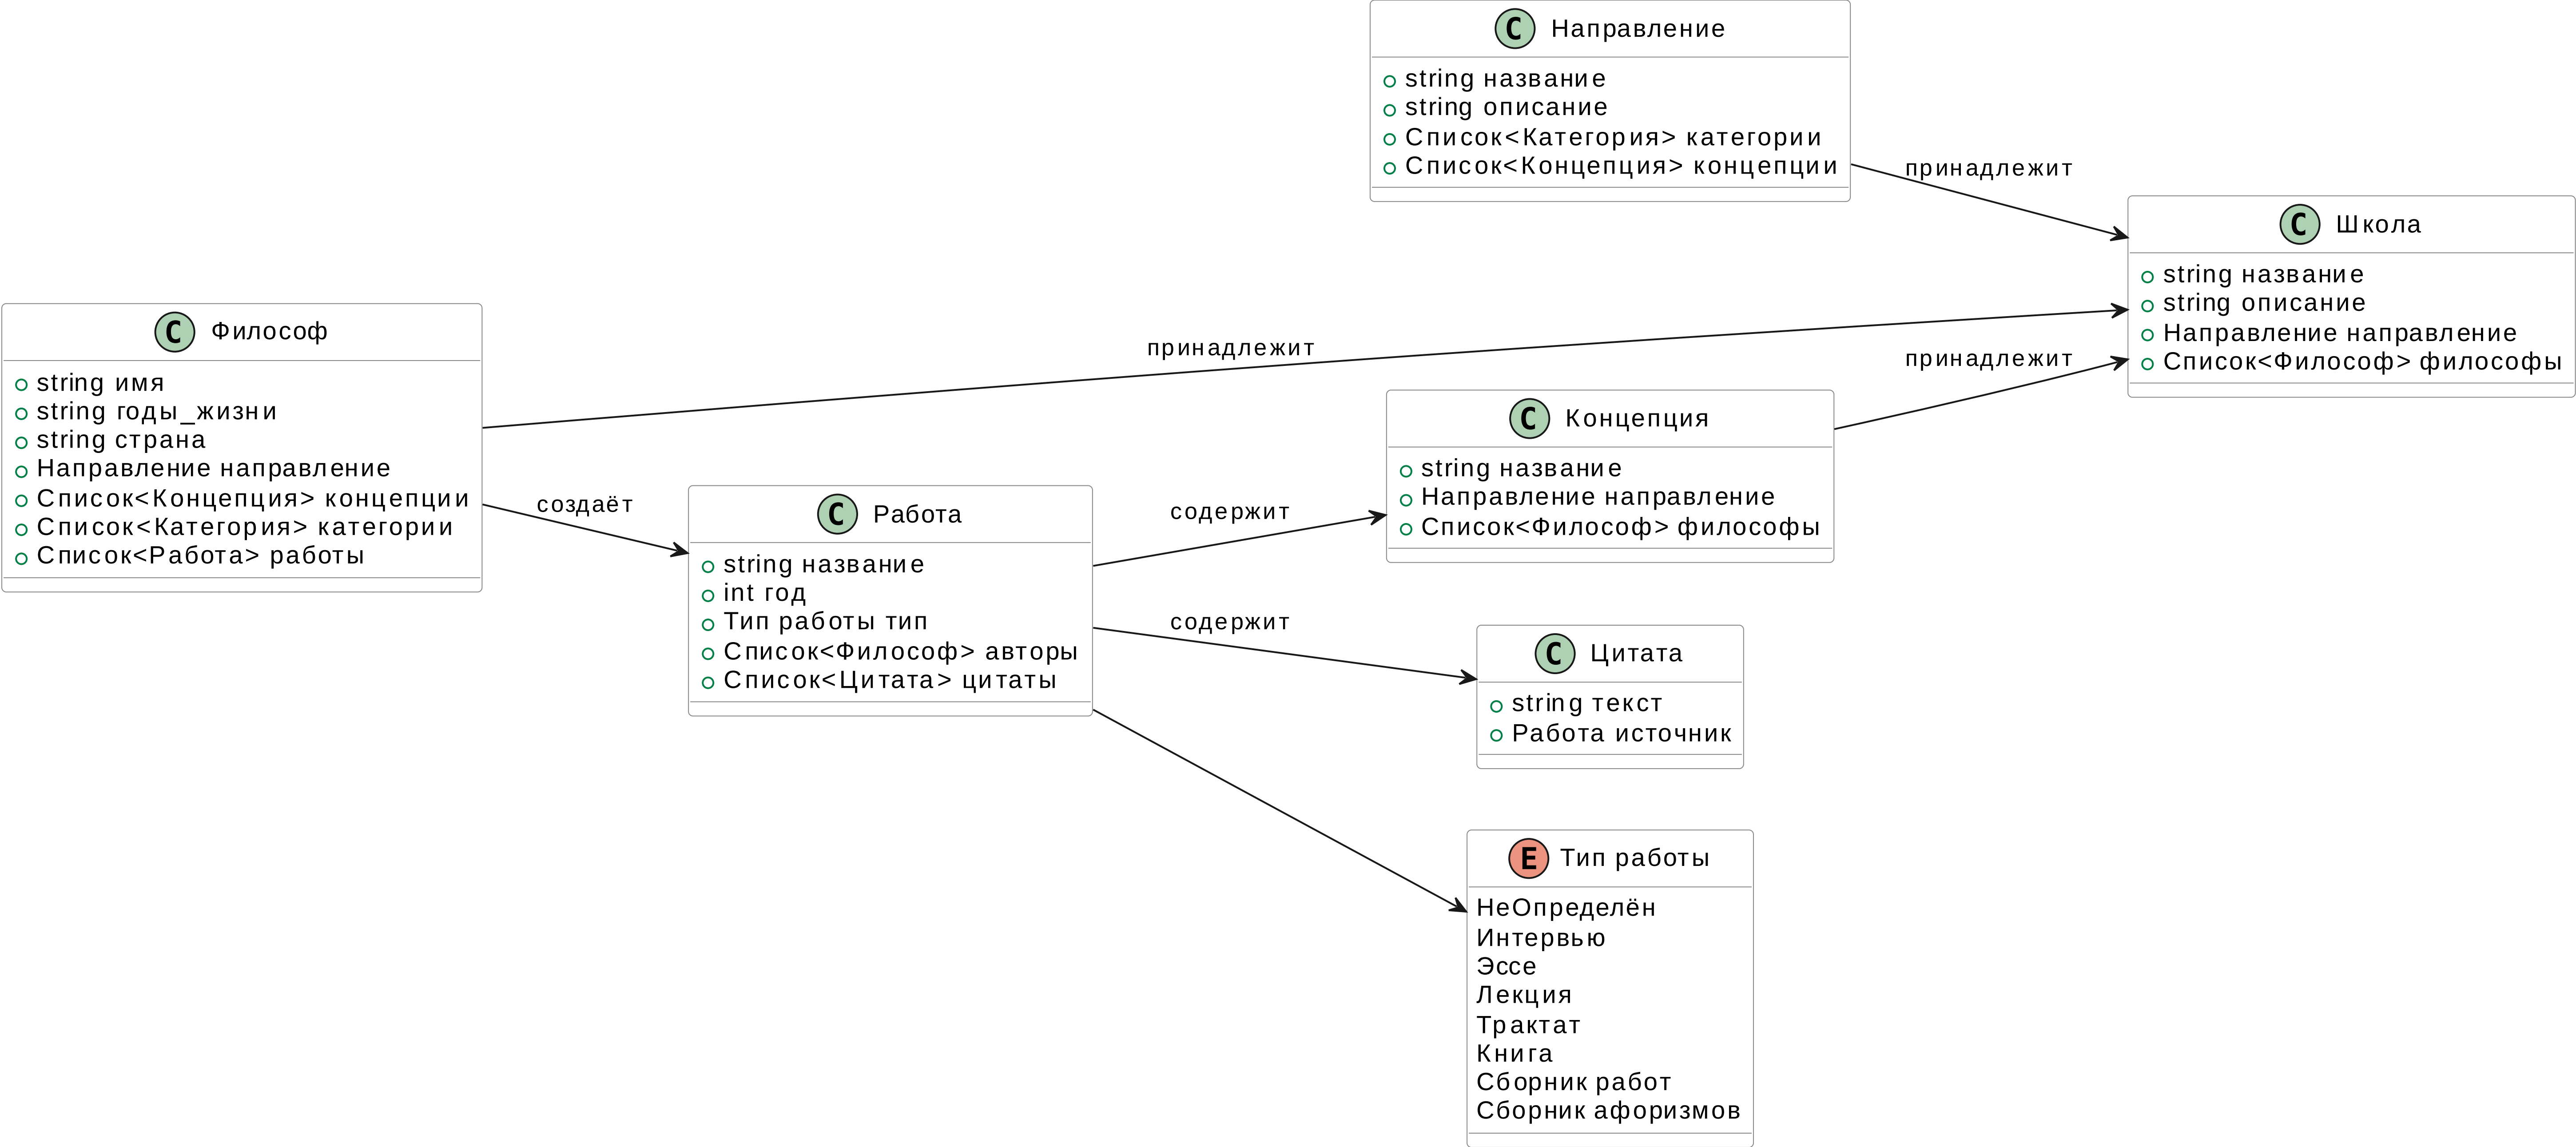 C Направление
string название
string описание
Список<Категория> категории
Список<Концепция> концепции
принадлежит
C Школа
string название
string описание
Направление направление
Список<Философ> философы
C Философ
string имя
string годы_жизни
string страна
Направление направление
Список<Концепция> концепции
Список<Категория> категории
Список<Работа> работы
принадлежит
принадлежит
создаёт
C Работа
string название
int год
Тип работы тип
Список<Философ> авторы
Список<Цитата> цитаты
содержит
C Концепция
string название
Направление направление
Список<Философ> философы
содержит
C Цитата
string текст
Работа источник
E Тип работы
НеОпределён
Интервью
Эссе
Лекция
Трактат
Книга
Сборник работ
Сборник афоризмов